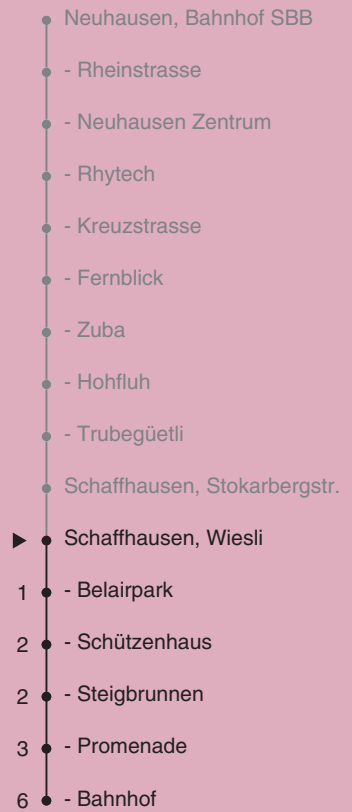 Neuhausen, Bahnhof SBB
- Rheinstrasse
- Neuhausen Zentrum
- Rhytech
- Kreuzstrasse
- Fernblick
- Zuba
- Hohfluh
- Trubegüetli
Schaffhausen, Stokarbergstr.
Schaffhausen, Wiesli
1 - Belairpark
2 - Schützenhaus
2 - Steigbrunnen
3 - Promenade
6 - Bahnhof